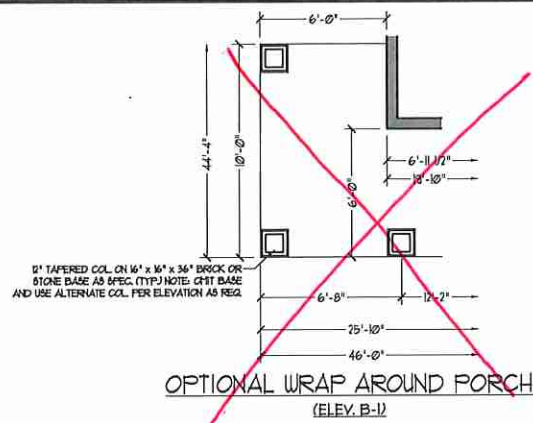 6'-0"
44'-4"
10'-0"
6'-0"
6'-11 1/2"
18'-10"
12" TAPERED COL. ON 16" x 16" x 36" BRICK OR
STONE BASE AS SPEC. (TYP.) NOTE: OMIT BASE
AND USE ALTERNATE COL. PER ELEVATION AS REQ.
6'-8"
12'-2"
25'-10"
46'-0"
OPTIONAL WRAP AROUND PORCH
(ELEV. B-1)